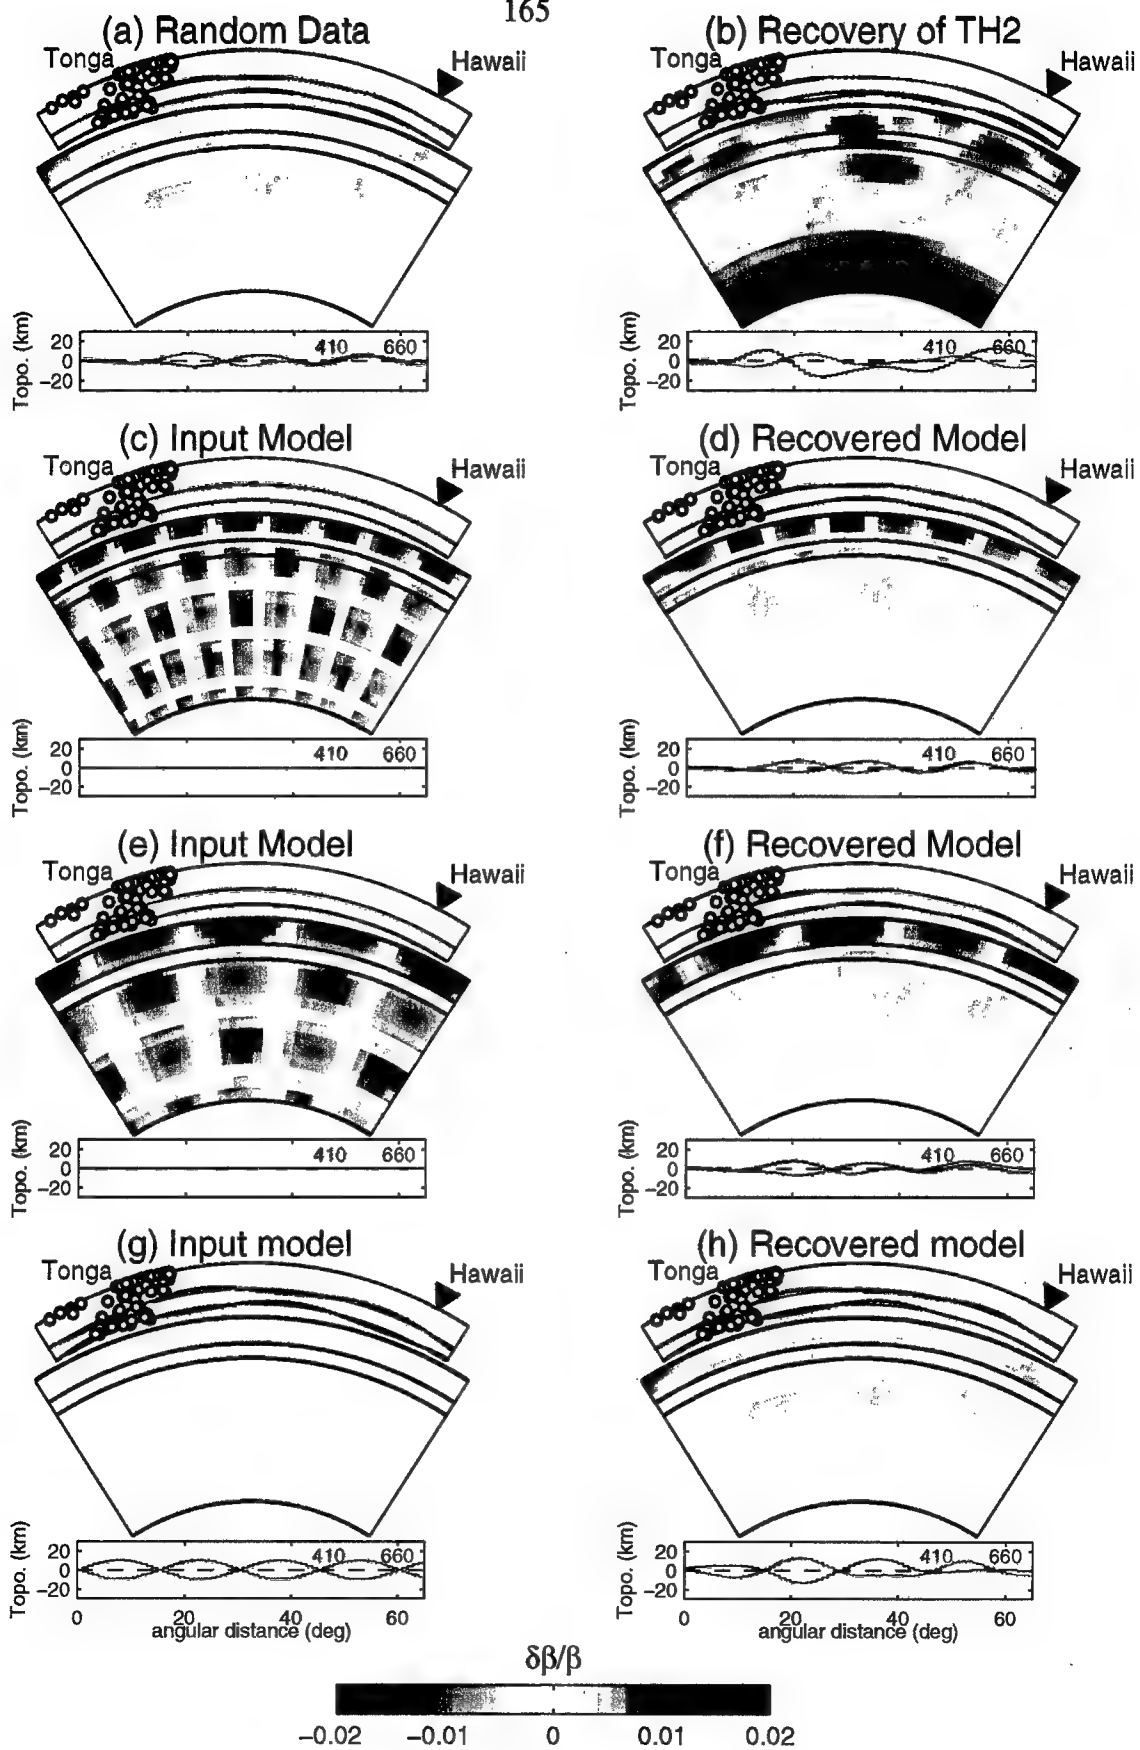 165
(a) Random Data
Tonga
Hawaii
Topo. (km)
20
0
−20
410
660
(b) Recovery of TH2
Tonga
Hawaii
Topo. (km)
20
0
−20
410
660
(c) Input Model
Tonga
Hawaii
Topo. (km)
20
0
−20
410
660
(d) Recovered Model
Tonga
Hawaii
Topo. (km)
20
0
−20
410
660
(e) Input Model
Tonga
Hawaii
Topo. (km)
20
0
−20
410
660
(f) Recovered Model
Tonga
Hawaii
Topo. (km)
20
0
−20
410
660
(g) Input model
Tonga
Hawaii
Topo. (km)
20
0
−20
410
660
0 20 40 60
angular distance (deg)
(h) Recovered model
Tonga
Hawaii
Topo. (km)
20
0
−20
410
660
0 20 40 60
angular distance (deg)
δβ/β
−0.02 −0.01 0 0.01 0.02